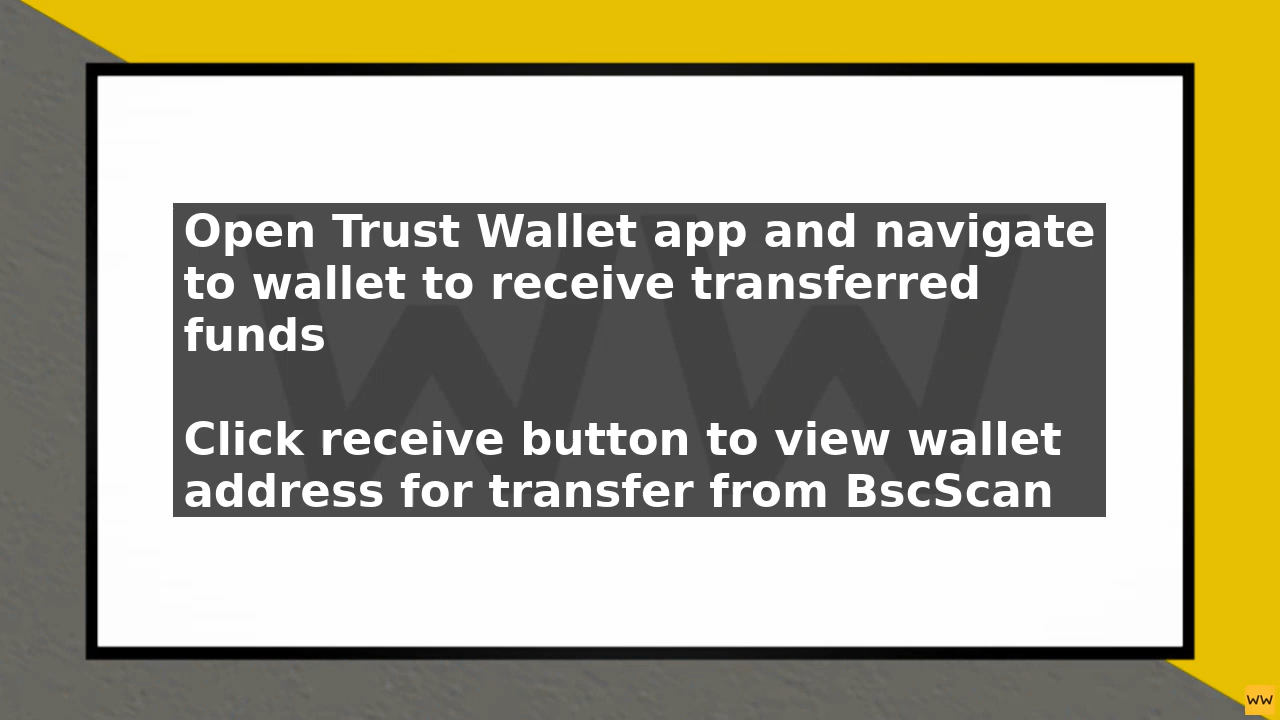 Open Trust Wallet app and navigate
to wallet to receive transferred
funds
Click receive button to view wallet
address for transfer from BscScan
WW
WW